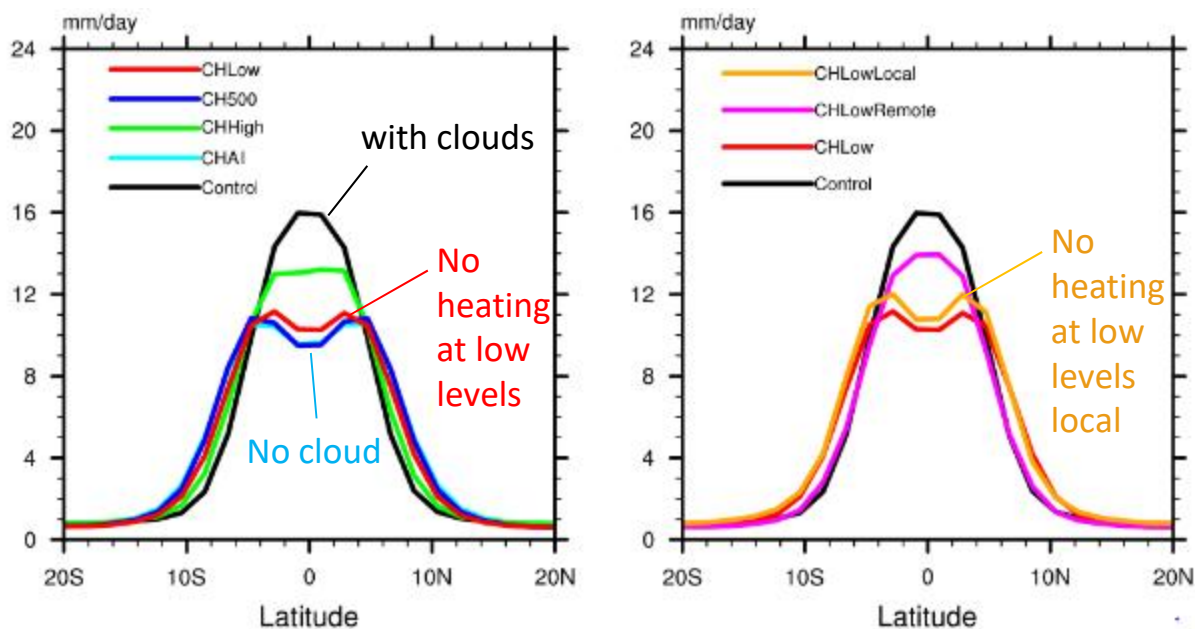 mm/day
24
20
16
12
8
4
0
CHLow
CH500
CHHigh
CHAI
Control
with clouds
No
heating
at low
levels
No cloud
20S 10S 0 10N 20N
Latitude
mm/day
24
20
16
12
8
4
0
CHLowLocal
CHLowRemote
CHLow
Control
No
heating
at low
levels
local
20S 10S 0 10N 20N
Latitude